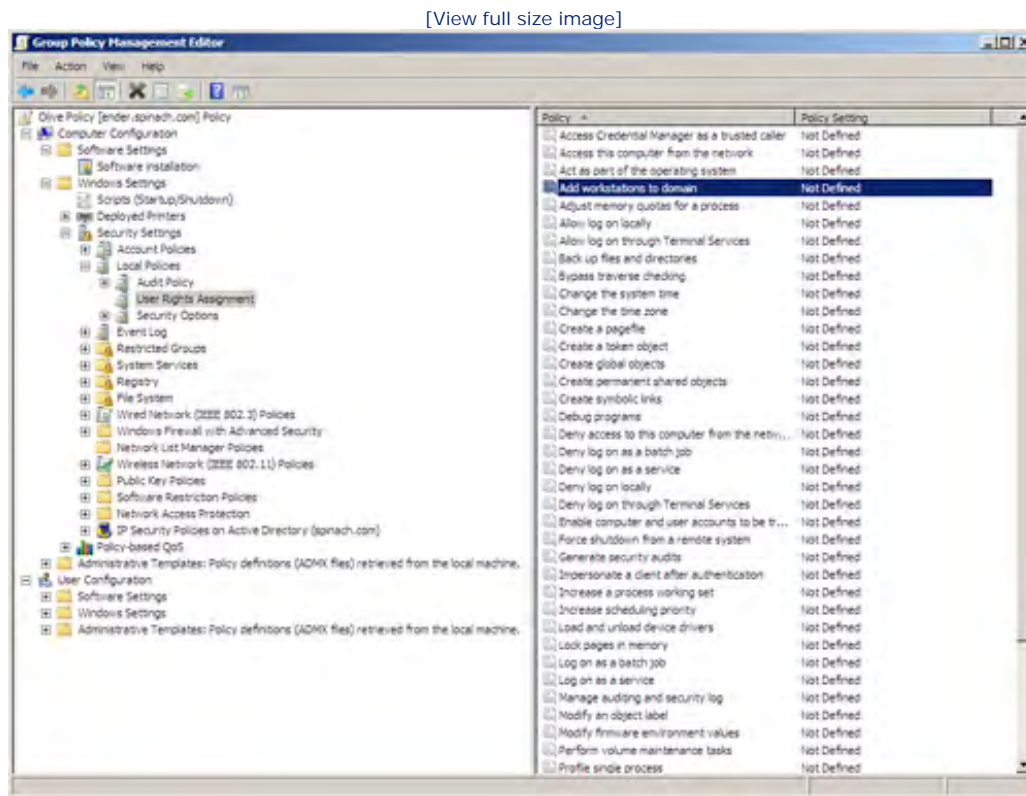 [View full size image]
Group Policy Management Editor
File Action View Help
Olive Policy [ender.spinach.com] Policy
Computer Configuration
Software Settings
Software installation
Windows Settings
Scripts (Startup/Shutdown)
Deployed Printers
Security Settings
Account Policies
Local Policies
Audit Policy
User Rights Assignment
Security Options
Event Log
Restricted Groups
System Services
Registry
File System
Wired Network (IEEE 802.3) Policies
Windows Firewall with Advanced Security
Network List Manager Policies
Wireless Network (IEEE 802.11) Policies
Public Key Policies
Software Restriction Policies
Network Access Protection
IP Security Policies on Active Directory (spinach.com)
Policy-based QoS
Administrative Templates: Policy definitions (ADMX files) retrieved from the local machine.
User Configuration
Software Settings
Windows Settings
Administrative Templates: Policy definitions (ADMX files) retrieved from the local machine.
Policy Policy Setting
Access Credential Manager as a trusted caller Not Defined
Access this computer from the network Not Defined
Act as part of the operating system Not Defined
Add workstations to domain Not Defined
Adjust memory quotas for a process Not Defined
Allow log on locally Not Defined
Allow log on through Terminal Services Not Defined
Back up files and directories Not Defined
Bypass traverse checking Not Defined
Change the system time Not Defined
Change the time zone Not Defined
Create a pagefile Not Defined
Create a token object Not Defined
Create global objects Not Defined
Create permanent shared objects Not Defined
Create symbolic links Not Defined
Debug programs Not Defined
Deny access to this computer from the netw... Not Defined
Deny log on as a batch job Not Defined
Deny log on as a service Not Defined
Deny log on locally Not Defined
Deny log on through Terminal Services Not Defined
Enable computer and user accounts to be tr... Not Defined
Force shutdown from a remote system Not Defined
Generate security audits Not Defined
Impersonate a client after authentication Not Defined
Increase a process working set Not Defined
Increase scheduling priority Not Defined
Load and unload device drivers Not Defined
Lock pages in memory Not Defined
Log on as a batch job Not Defined
Log on as a service Not Defined
Manage auditing and security log Not Defined
Modify an object label Not Defined
Modify firmware environment values Not Defined
Perform volume maintenance tasks Not Defined
Profile single process Not Defined